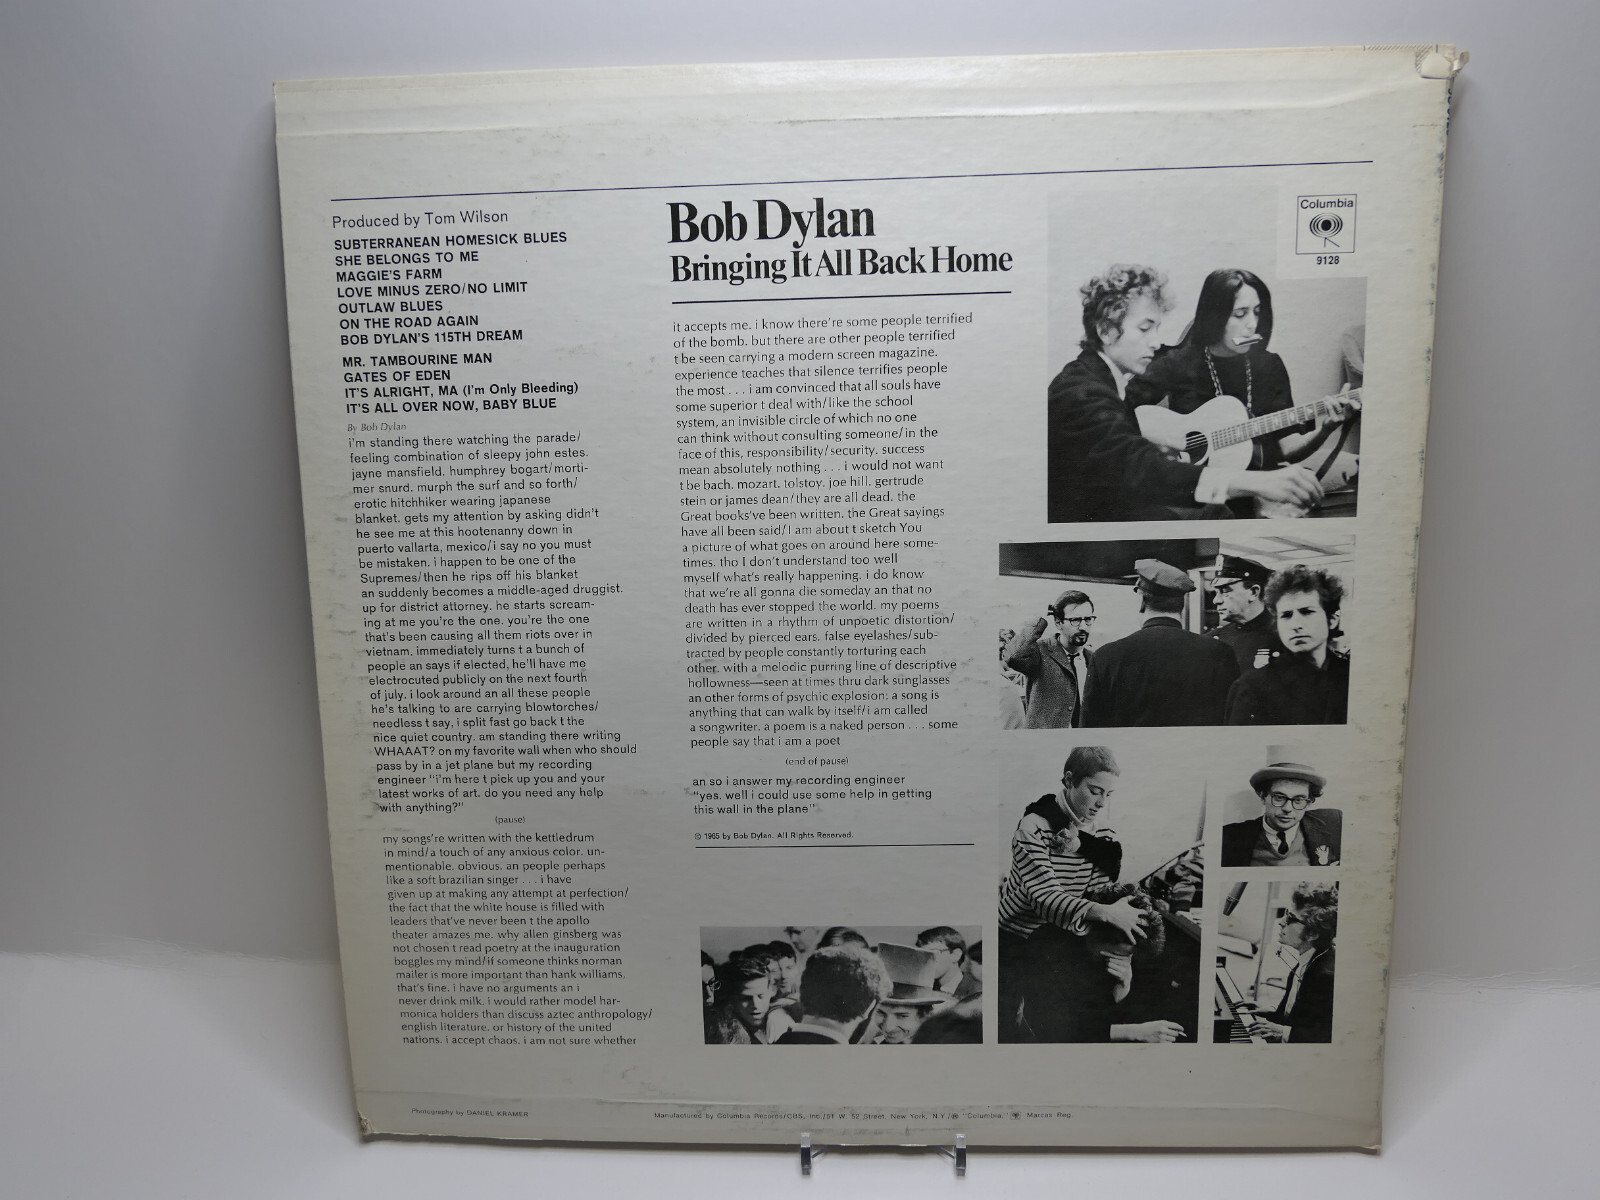 Produced by Tom Wilson
SUBTERRANEAN HOMESICK BLUES
SHE BELONGS TO ME
MAGGIE'S FARM
LOVE MINUS ZERO/NO LIMIT
OUTLAW BLUES
ON THE ROAD AGAIN
BOB DYLAN'S 115TH DREAM
MR. TAMBOURINE MAN
GATES OF EDEN
IT'S ALRIGHT, MA (I'm Only Bleeding)
IT'S ALL OVER NOW, BABY BLUE
By Bob Dylan
i'm standing there watching the parade/
feeling combination of sleepy john estes.
jayne mansfield. humphrey bogart/morti-
mer snurd. murph the surf and so forth/
erotic hitchhiker wearing japanese
blanket. gets my attention by asking didn't
he see me at this hootenanny down in
puerto vallarta, mexico/i say no you must
be mistaken. i happen to be one of the
Supremes/then he rips off his blanket
an suddenly becomes a middle-aged druggist.
up for district attorney. he starts scream-
ing at me you're the one. you're the one
that's been causing all them riots over in
vietnam. immediately turns t a bunch of
people an says if elected, he'll have me
electrocuted publicly on the next fourth
of july. i look around an all these people
he's talking to are carrying blowtorches/
needless t say, i split fast go back t the
nice quiet country. am standing there writing
WHAAAT? on my favorite wall when who should
pass by in a jet plane but my recording
engineer "i'm here t pick up you and your
latest works of art. do you need any help
with anything?"
(pause)
my songs're written with the kettledrum
in mind/a touch of any anxious color. un-
mentionable. obvious. an people perhaps
like a soft brazilian singer . . . i have
given up at making any attempt at perfection/
the fact that the white house is filled with
leaders that've never been t the apollo
theater amazes me. why allen ginsberg was
not chosen t read poetry at the inauguration
boggles my mind/if someone thinks norman
mailer is more important than hank williams,
that's fine. i have no arguments an i
never drink milk. i would rather model har-
monica holders than discuss aztec anthropology/
english literature. or history of the united
nations. i accept chaos. i am not sure whether
Bob Dylan
Bringing It All Back Home
it accepts me. i know there're some people terrified
of the bomb. but there are other people terrified
t be seen carrying a modern screen magazine.
experience teaches that silence terrifies people
the most . . . i am convinced that all souls have
some superior t deal with/like the school
system, an invisible circle of which no one
can think without consulting someone/in the
face of this, responsibility/security. success
mean absolutely nothing . . . i would not want
t be bach. mozart. tolstoy. joe hill. gertrude
stein or james dean/they are all dead. the
Great books've been written. the Great sayings
have all been said/I am about t sketch You
a picture of what goes on around here some-
times. tho I don't understand too well
myself what's really happening. i do know
that we're all gonna die someday an that no
death has ever stopped the world. my poems
are written in a rhythm of unpoetic distortion/
divided by pierced ears. false eyelashes/sub-
tracted by people constantly torturing each
other. with a melodic purring line of descriptive
hollowness—seen at times thru dark sunglasses
an other forms of psychic explosion: a song is
anything that can walk by itself/i am called
a songwriter. a poem is a naked person . . . some
people say that i am a poet
(end of pause)
an so i answer my recording engineer
"yes. well i could use some help in getting
this wall in the plane"
© 1965 by Bob Dylan. All Rights Reserved.
Columbia
9128
Photography by DANIEL KRAMER
Manufactured by Columbia Records/CBS, Inc./51 W. 52 Street, New York, N.Y./® "Columbia," Marcas Reg.